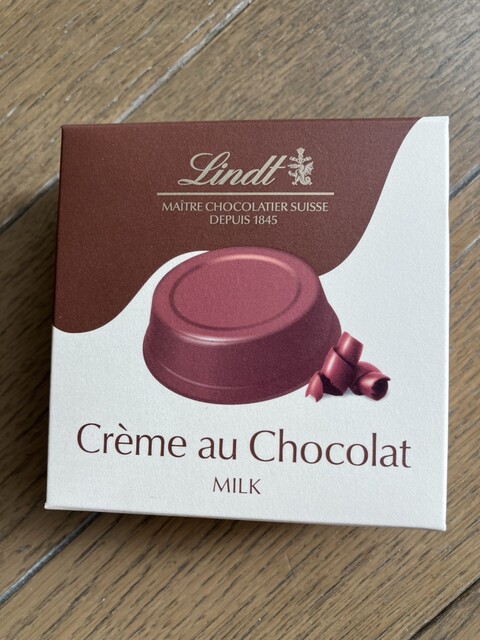 Lindt
MAÎTRE CHOCOLATIER SUISSE
DEPUIS 1845
Crème au Chocolat
MILK